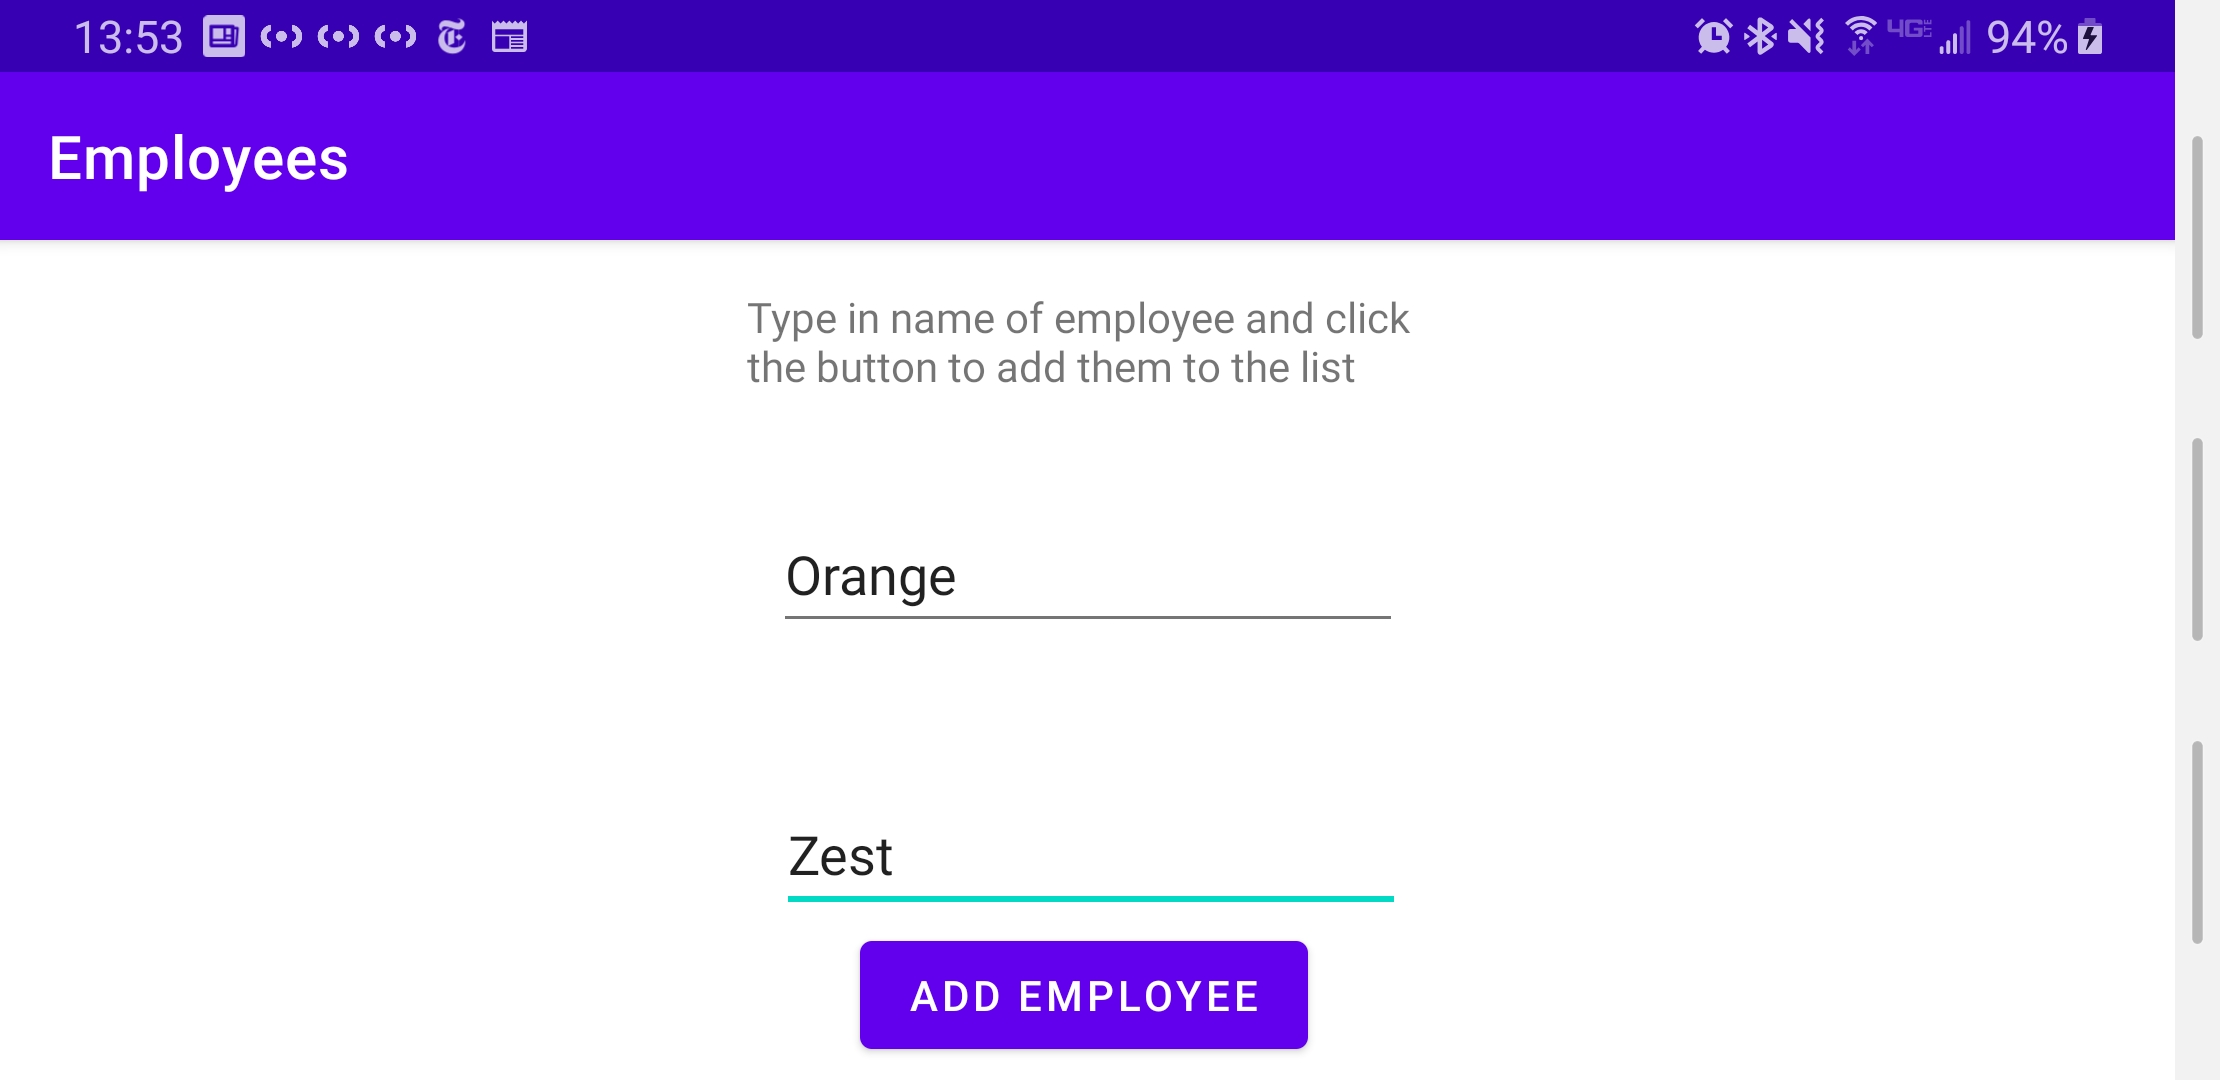 13:53 4G LTE 94%
Employees
Type in name of employee and click
the button to add them to the list
Orange
Zest
ADD EMPLOYEE